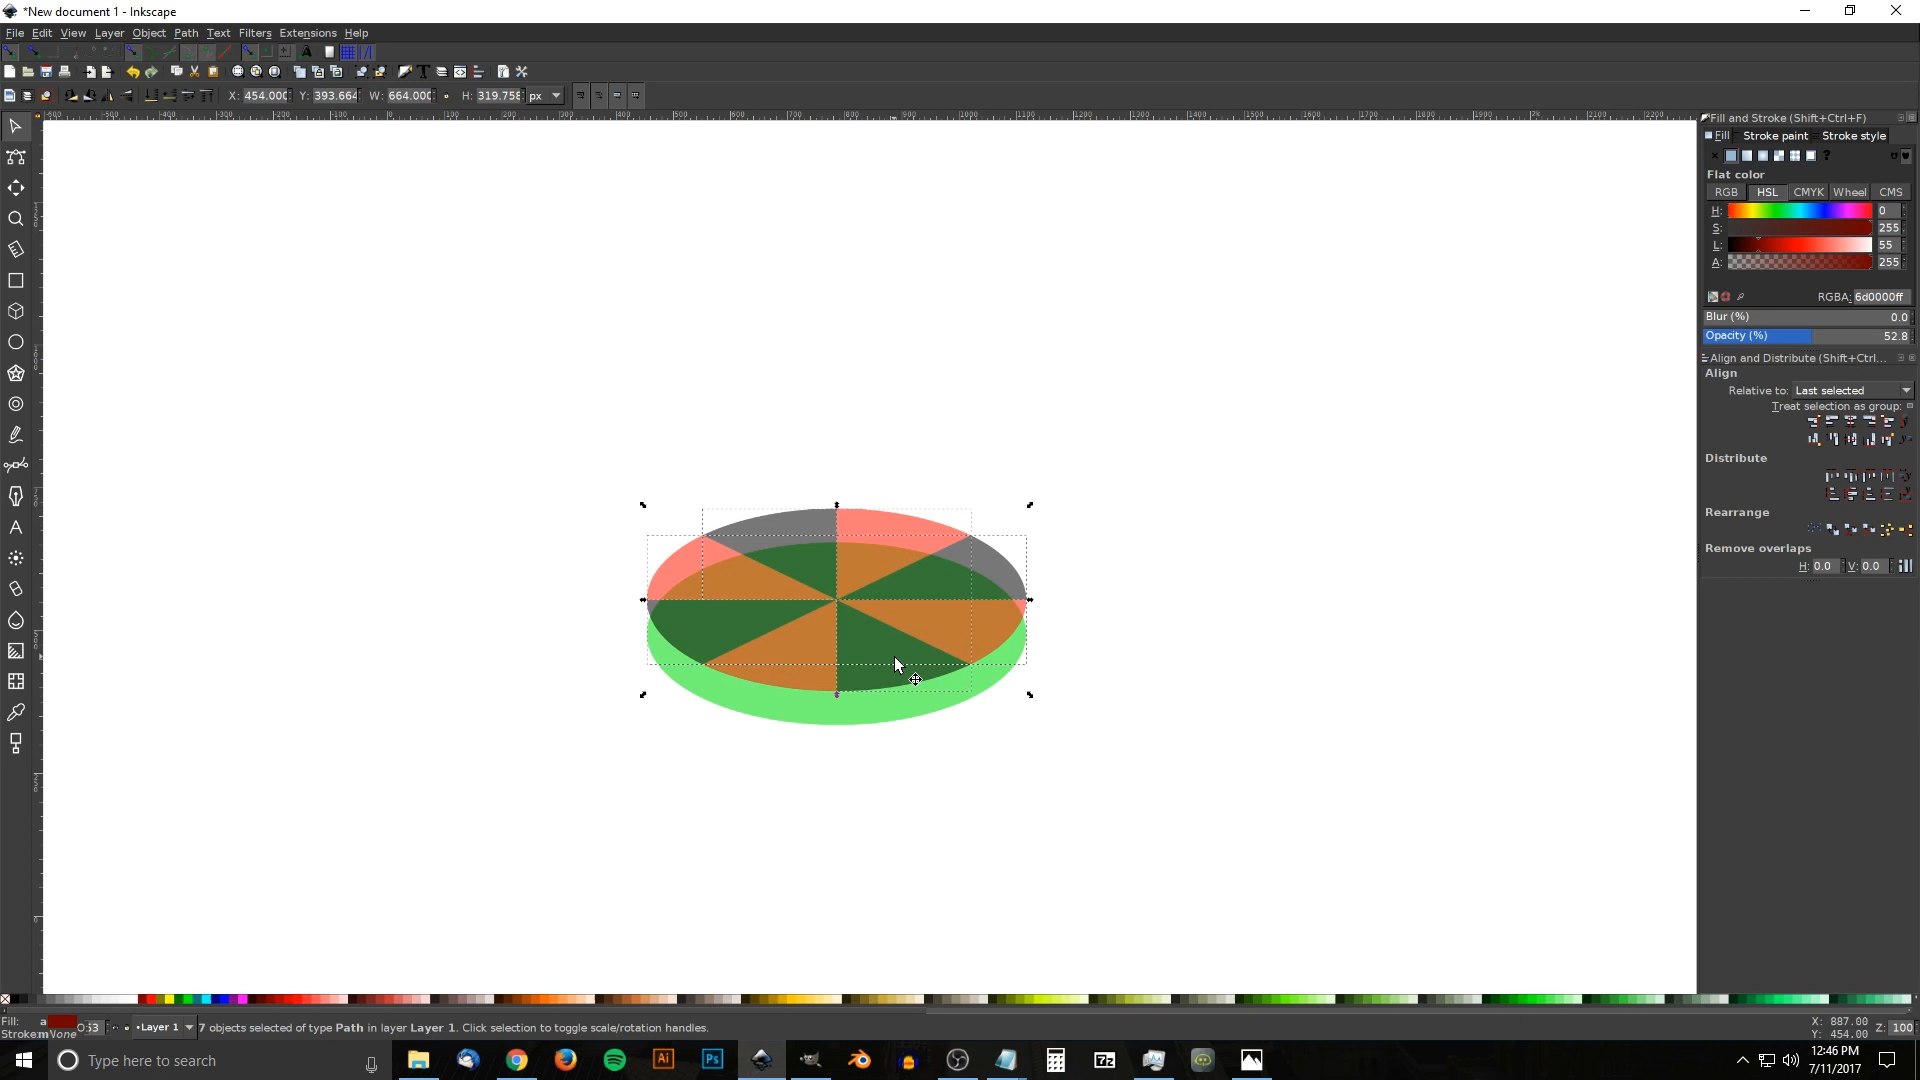 *New document 1 - Inkscape
File Edit View Layer Object Path Text Filters Extensions Help
X: 454.000 Y: 393.664 W: 664.000 H: 319.758 px
Fill and Stroke (Shift+Ctrl+F)
Fill Stroke paint Stroke style
?
Flat color
RGB HSL CMYK Wheel CMS
H: 0
S: 255
L: 55
A: 255
RGBA: 6d0000ff
Blur (%) 0.0
Opacity (%) 52.8
Align and Distribute (Shift+Ctrl...
Align
Relative to: Last selected
Treat selection as group:
Distribute
Rearrange
Remove overlaps
H: 0.0 V: 0.0
Fill: a O:53 Layer 1 7 objects selected of type Path in layer Layer 1. Click selection to toggle scale/rotation handles.
Stroke: m None
X: 887.00
Y: 454.00
Z: 100
Type here to search
Ai Ps 7z
12:46 PM
7/11/2017